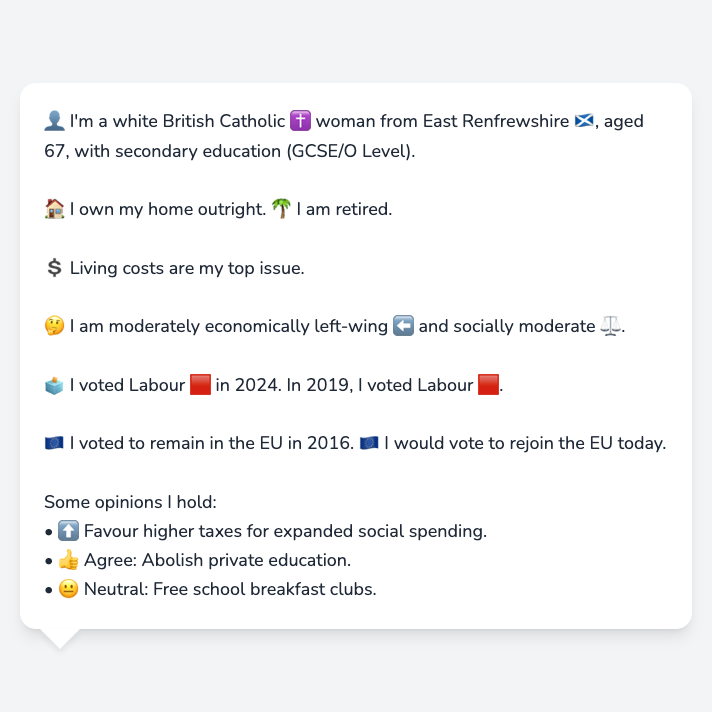 👤 I'm a white British Catholic ✝️ woman from East Renfrewshire 🏴󠁧󠁢󠁳󠁣󠁴󠁿, aged
67, with secondary education (GCSE/O Level).
🏠 I own my home outright. 🌴 I am retired.
💲 Living costs are my top issue.
🤔 I am moderately economically left-wing ⬅️ and socially moderate ⚖️.
🗳️ I voted Labour 🟥 in 2024. In 2019, I voted Labour 🟥.
🇪🇺 I voted to remain in the EU in 2016. 🇪🇺 I would vote to rejoin the EU today.
Some opinions I hold:
• ⬆️ Favour higher taxes for expanded social spending.
• 👍 Agree: Abolish private education.
• 😐 Neutral: Free school breakfast clubs.